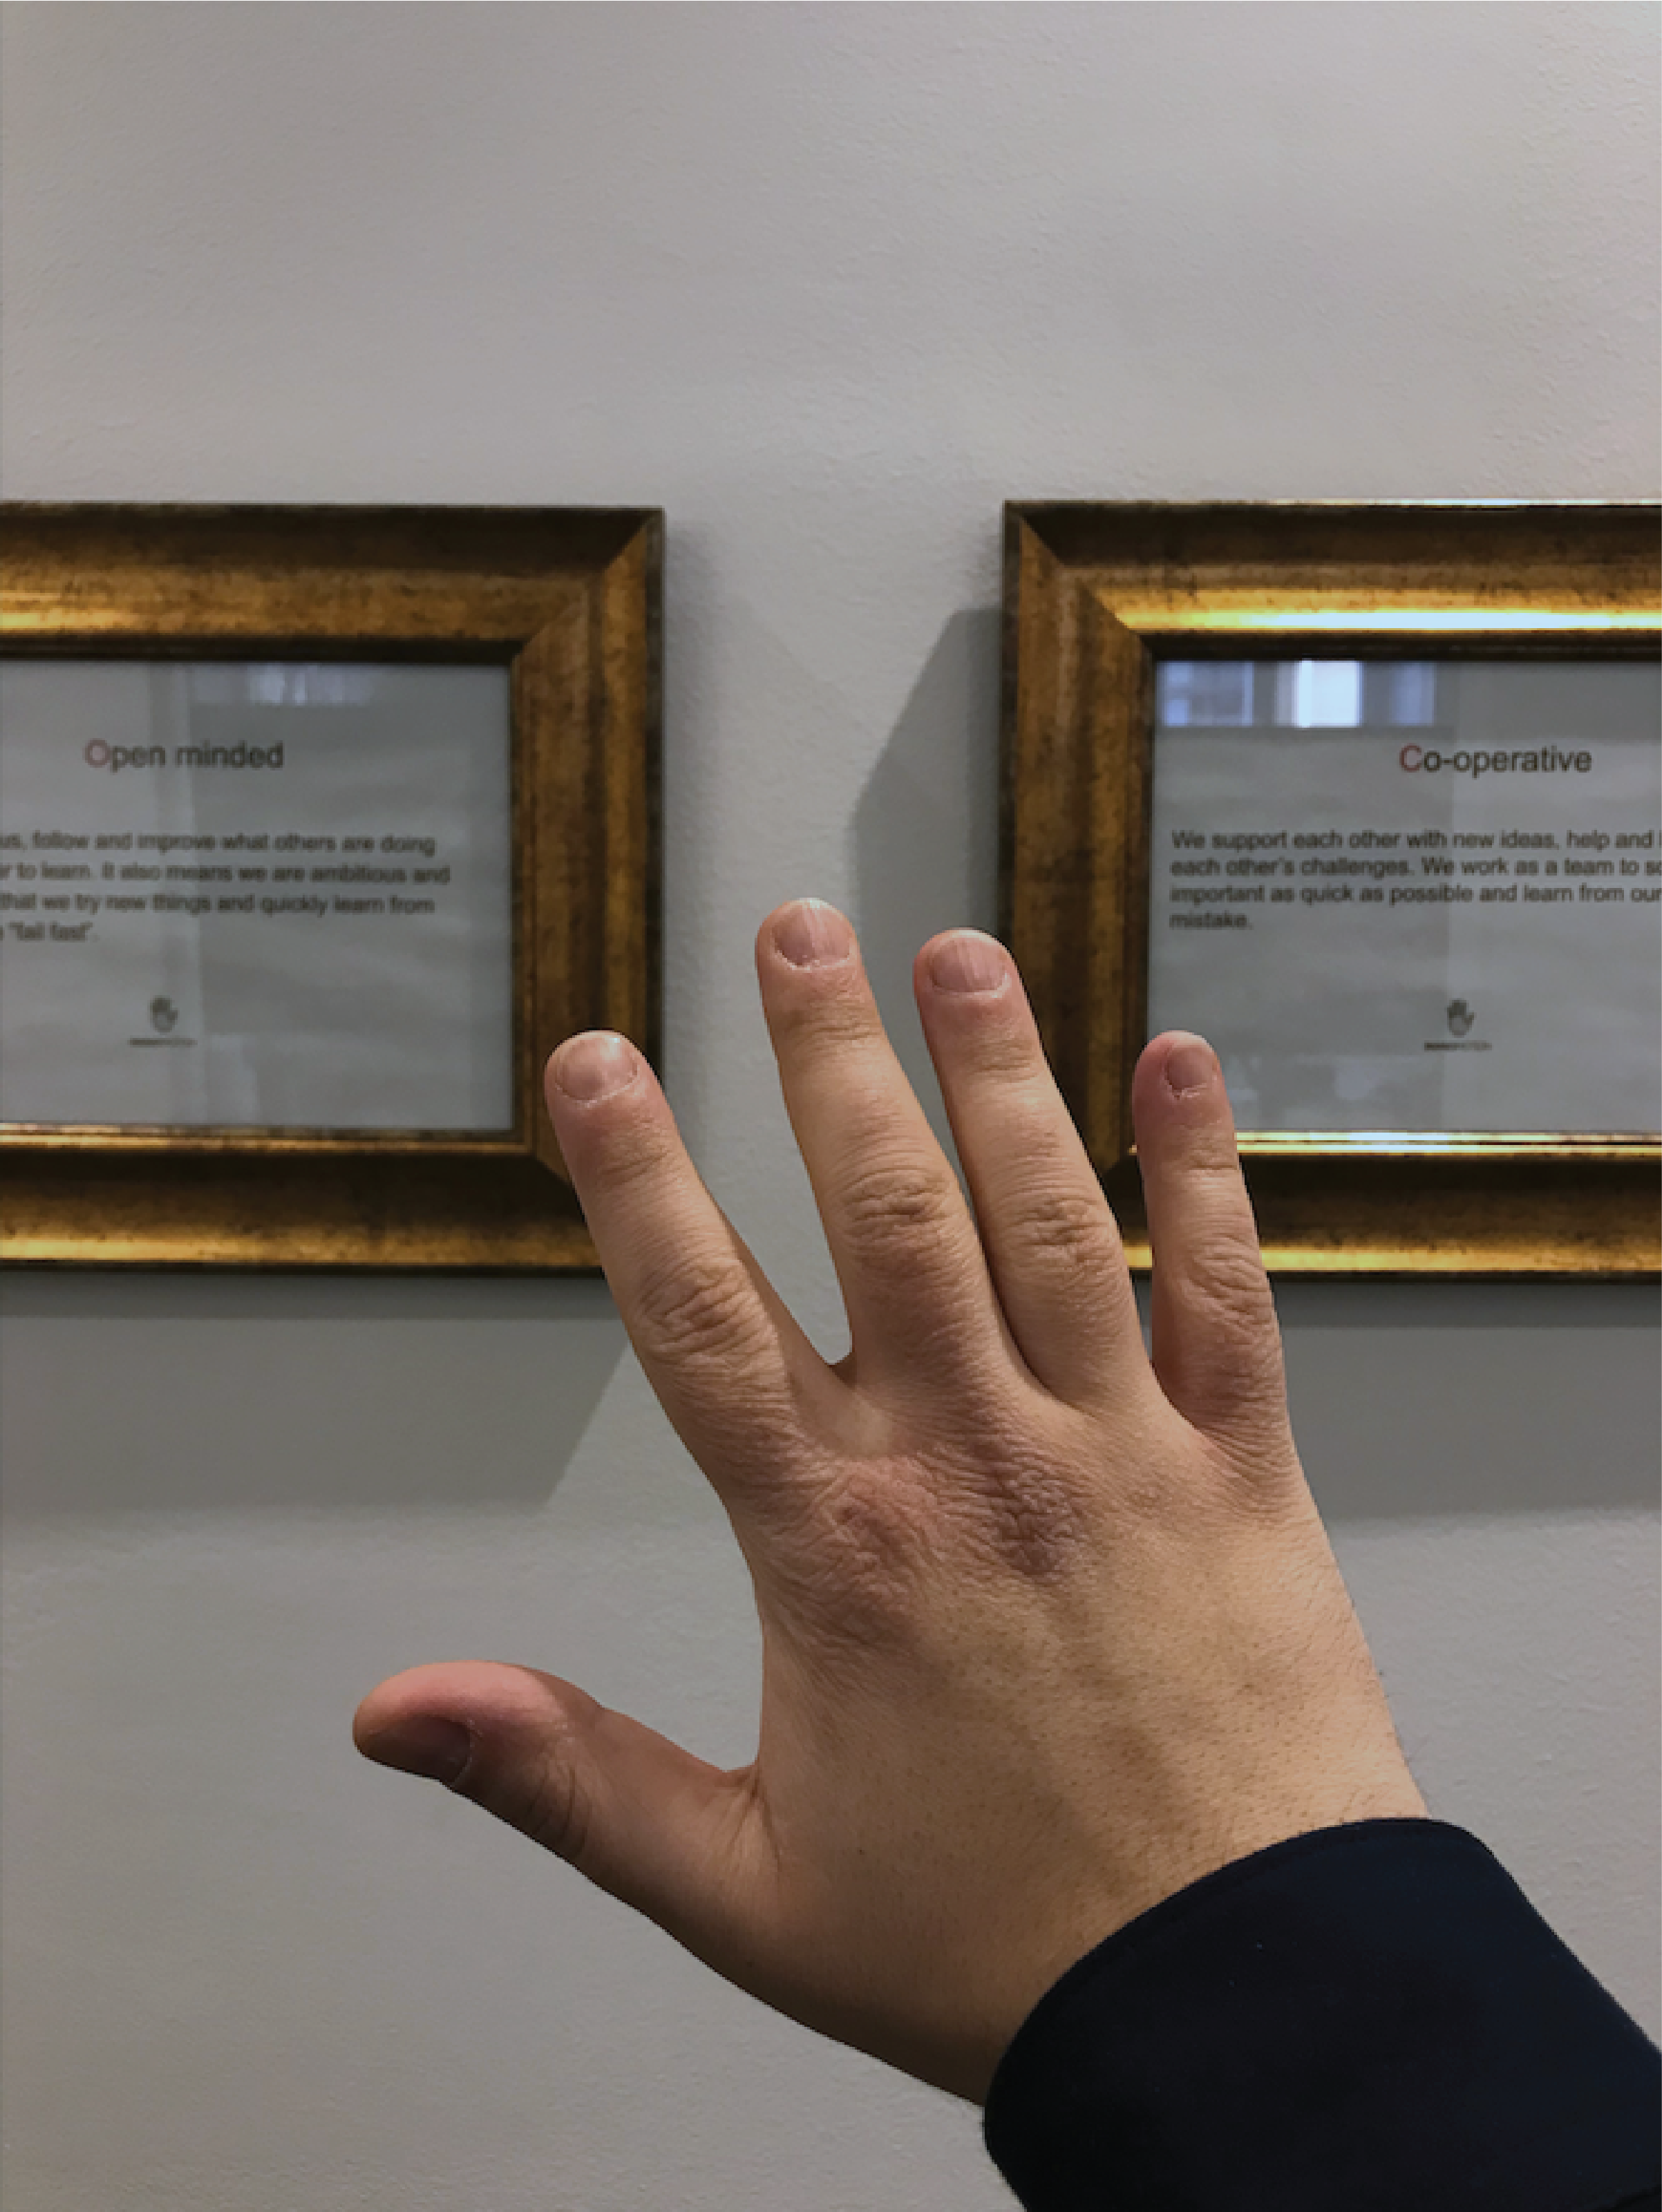 Open minded
us, follow and improve what others are doing
r to learn. It also means we are ambitious and
that we try new things and quickly learn from
"fail fast".
Co-operative
We support each other with new ideas, help and
each other's challenges. We work as a team to so
important as quick as possible and learn from our
mistake.